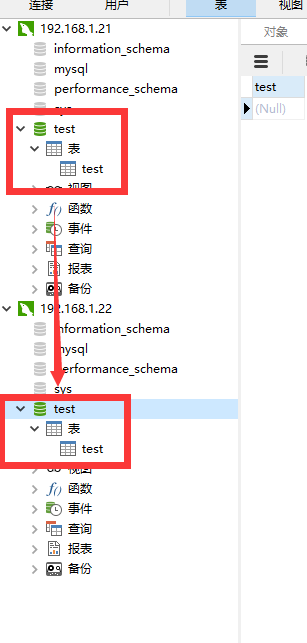 连接
用户
表
视图
192.168.1.21
information_schema
mysql
performance_schema
sys
test
表
test
视图
函数
事件
查询
报表
备份
192.168.1.22
information_schema
mysql
performance_schema
sys
test
表
test
视图
函数
事件
查询
报表
备份
对象
test
(Null)